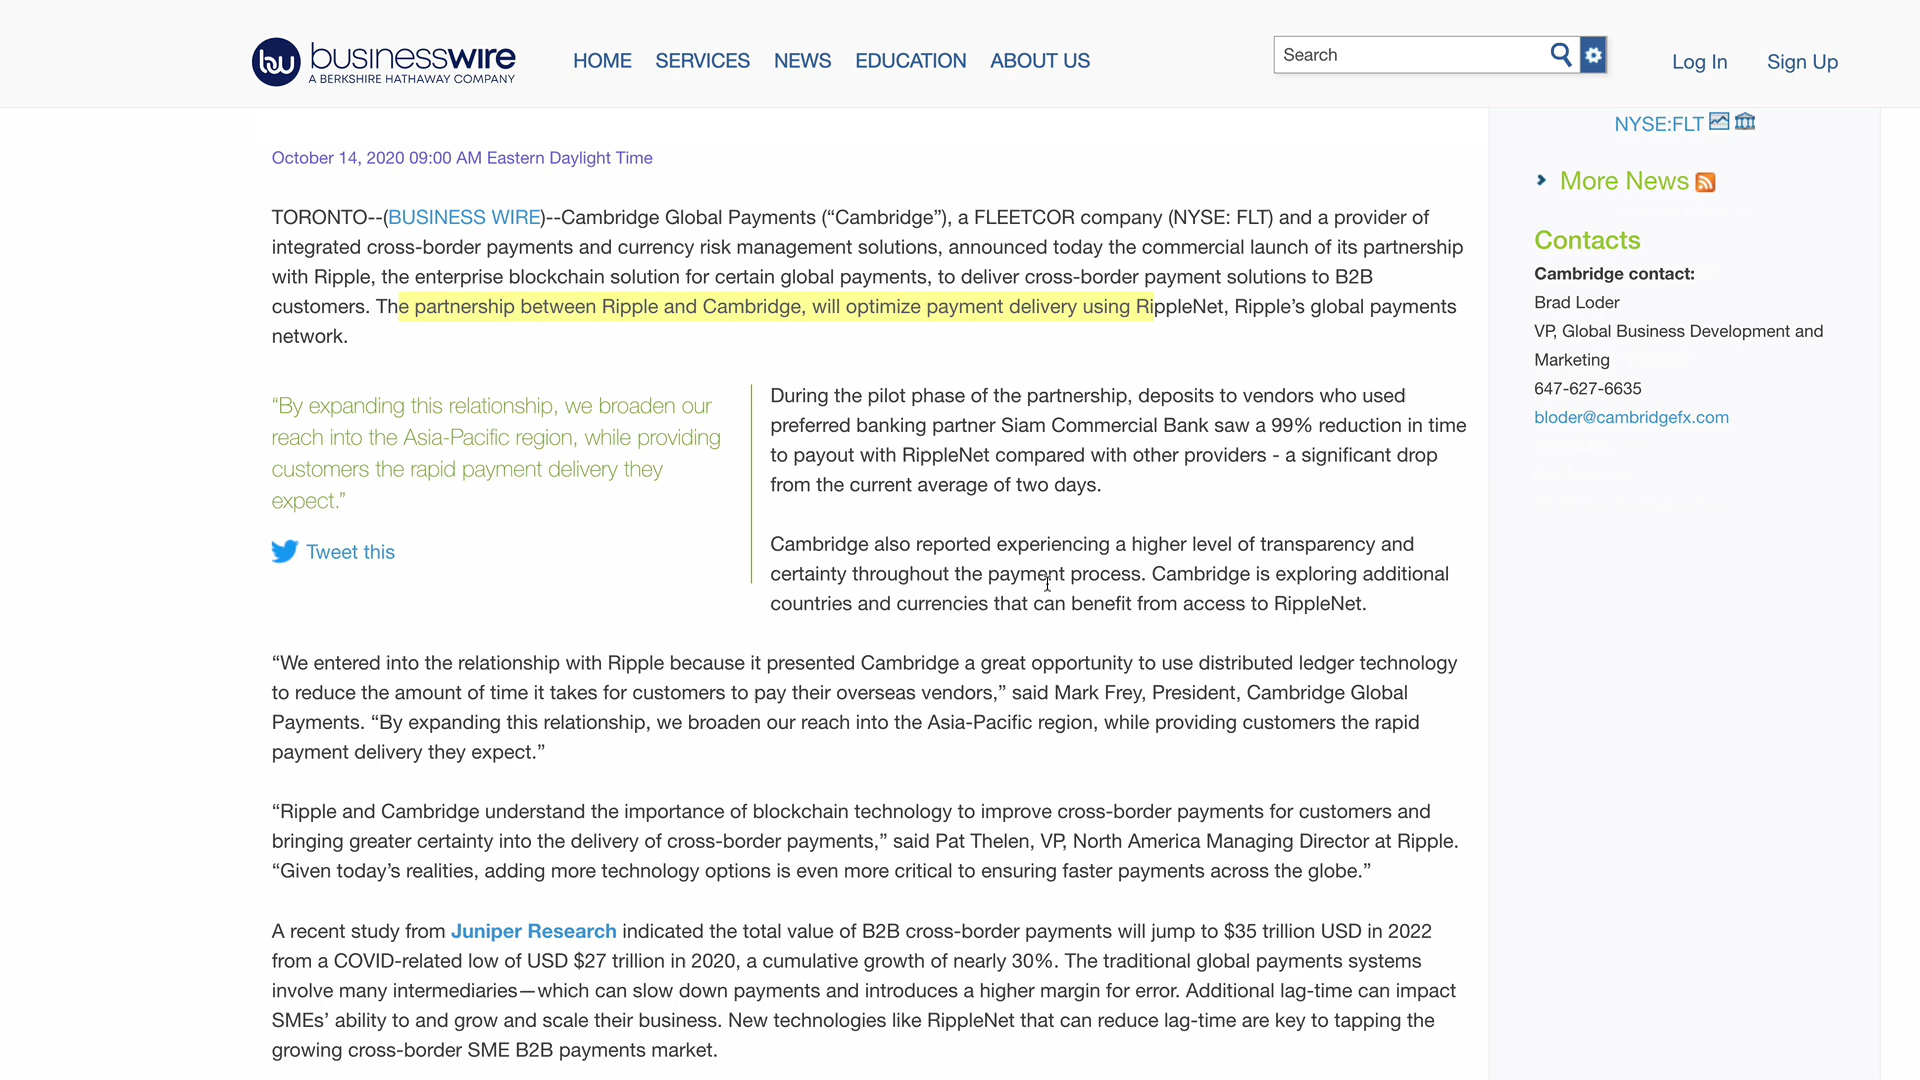 businesswire
A BERKSHIRE HATHAWAY COMPANY
HOME SERVICES NEWS EDUCATION ABOUT US
Search
Log In Sign Up
October 14, 2020 09:00 AM Eastern Daylight Time
TORONTO--(BUSINESS WIRE)--Cambridge Global Payments (“Cambridge”), a FLEETCOR company (NYSE: FLT) and a provider of
integrated cross-border payments and currency risk management solutions, announced today the commercial launch of its partnership
with Ripple, the enterprise blockchain solution for certain global payments, to deliver cross-border payment solutions to B2B
customers. The partnership between Ripple and Cambridge, will optimize payment delivery using RippleNet, Ripple’s global payments
network.
“By expanding this relationship, we broaden our
reach into the Asia-Pacific region, while providing
customers the rapid payment delivery they
expect.”
Tweet this
During the pilot phase of the partnership, deposits to vendors who used
preferred banking partner Siam Commercial Bank saw a 99% reduction in time
to payout with RippleNet compared with other providers - a significant drop
from the current average of two days.
Cambridge also reported experiencing a higher level of transparency and
certainty throughout the payment process. Cambridge is exploring additional
countries and currencies that can benefit from access to RippleNet.
“We entered into the relationship with Ripple because it presented Cambridge a great opportunity to use distributed ledger technology
to reduce the amount of time it takes for customers to pay their overseas vendors,” said Mark Frey, President, Cambridge Global
Payments. “By expanding this relationship, we broaden our reach into the Asia-Pacific region, while providing customers the rapid
payment delivery they expect.”
“Ripple and Cambridge understand the importance of blockchain technology to improve cross-border payments for customers and
bringing greater certainty into the delivery of cross-border payments,” said Pat Thelen, VP, North America Managing Director at Ripple.
“Given today’s realities, adding more technology options is even more critical to ensuring faster payments across the globe.”
A recent study from Juniper Research indicated the total value of B2B cross-border payments will jump to $35 trillion USD in 2022
from a COVID-related low of USD $27 trillion in 2020, a cumulative growth of nearly 30%. The traditional global payments systems
involve many intermediaries—which can slow down payments and introduces a higher margin for error. Additional lag-time can impact
SMEs’ ability to and grow and scale their business. New technologies like RippleNet that can reduce lag-time are key to tapping the
growing cross-border SME B2B payments market.
NYSE:FLT
More News
Contacts
Cambridge contact:
Brad Loder
VP, Global Business Development and
Marketing
647-627-6635
bloder@cambridgefx.com